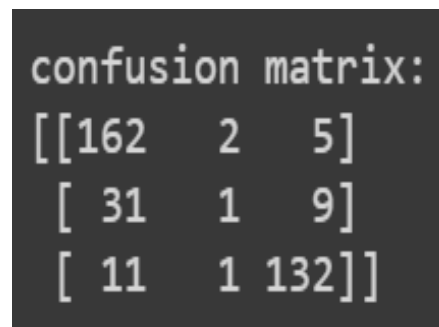 confusion matrix:
[[162   2   5]
 [ 31   1   9]
 [ 11   1 132]]